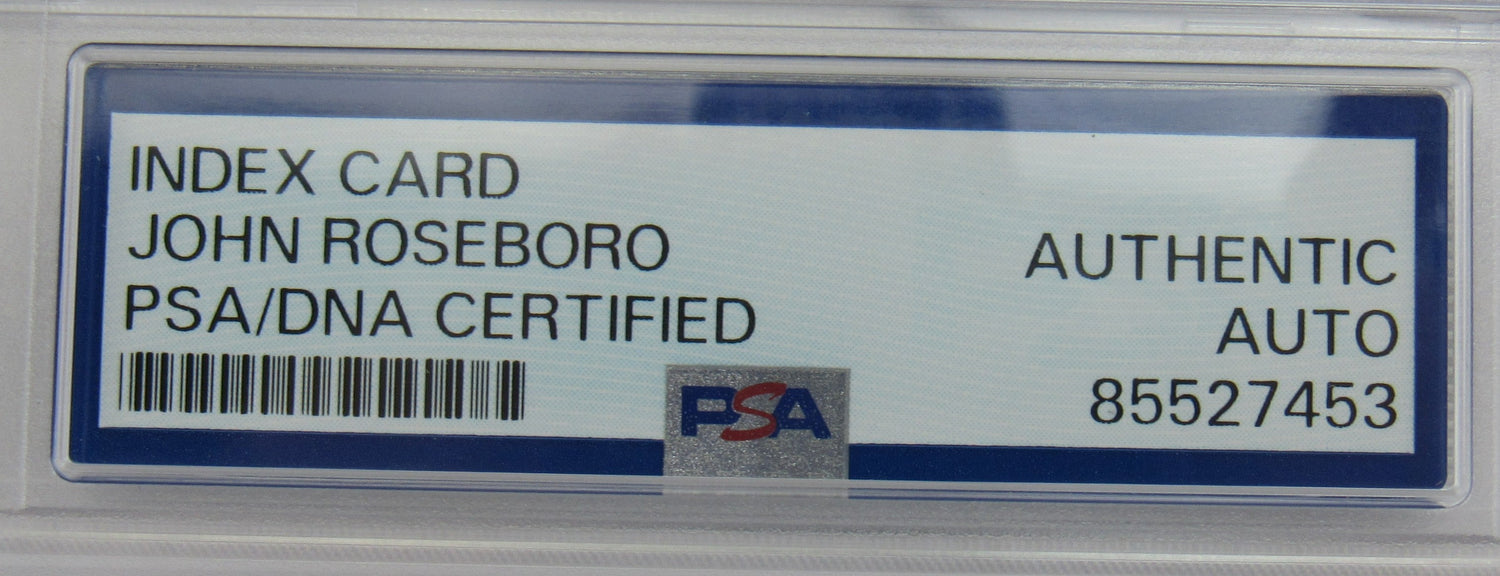 INDEX CARD
JOHN ROSEBORO
PSA/DNA CERTIFIED
AUTHENTIC
AUTO
85527453
PSA